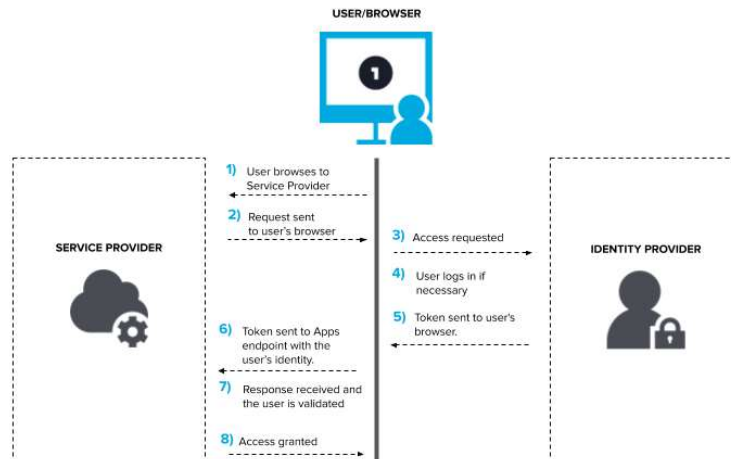 USER/BROWSER
1
1) User browses to
Service Provider
2) Request sent
to user's browser
3) Access requested
SERVICE PROVIDER
IDENTITY PROVIDER
4) User logs in if
necessary
5) Token sent to user's
browser.
6) Token sent to Apps
endpoint with the
user's identity.
7) Response received and
the user is validated
8) Access granted